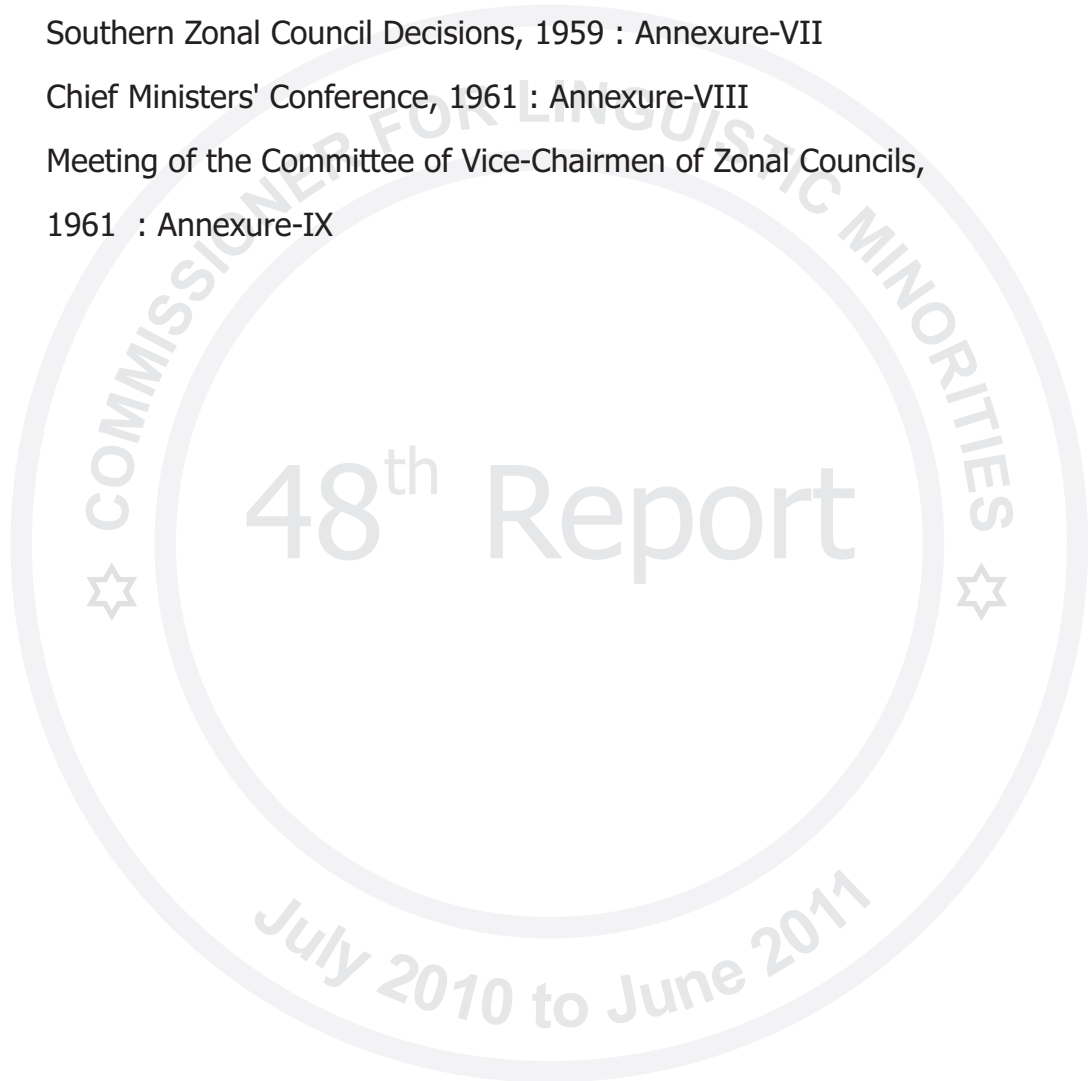 Southern Zonal Council Decisions, 1959 : Annexure-VII
Chief Ministers' Conference, 1961 : Annexure-VIII
Meeting of the Committee of Vice-Chairmen of Zonal Councils,
1961 : Annexure-IX
COMMISSIONER FOR LINGUISTIC MINORITIES
48th Report
July 2010 to June 2011